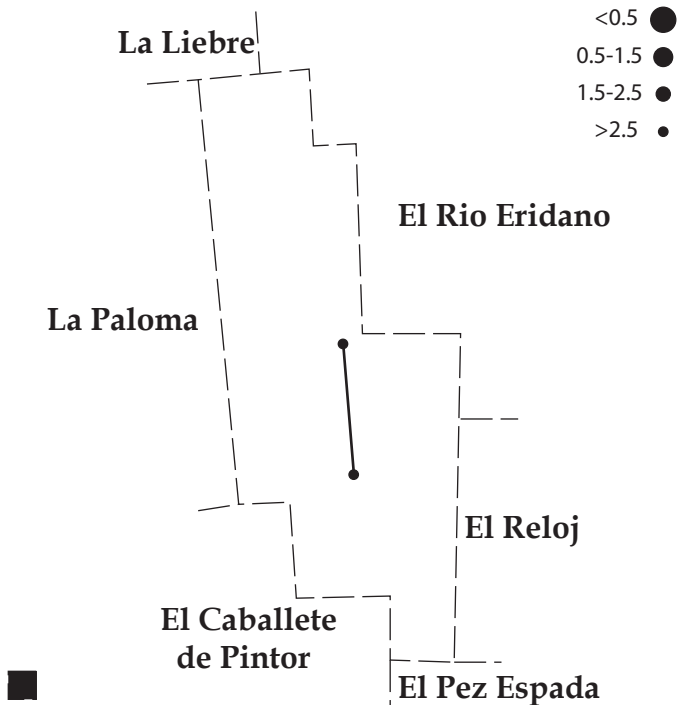 La Liebre
<0.5
0.5-1.5
1.5-2.5
>2.5
El Rio Eridano
La Paloma
El Reloj
El Caballete
de Pintor
El Pez Espada